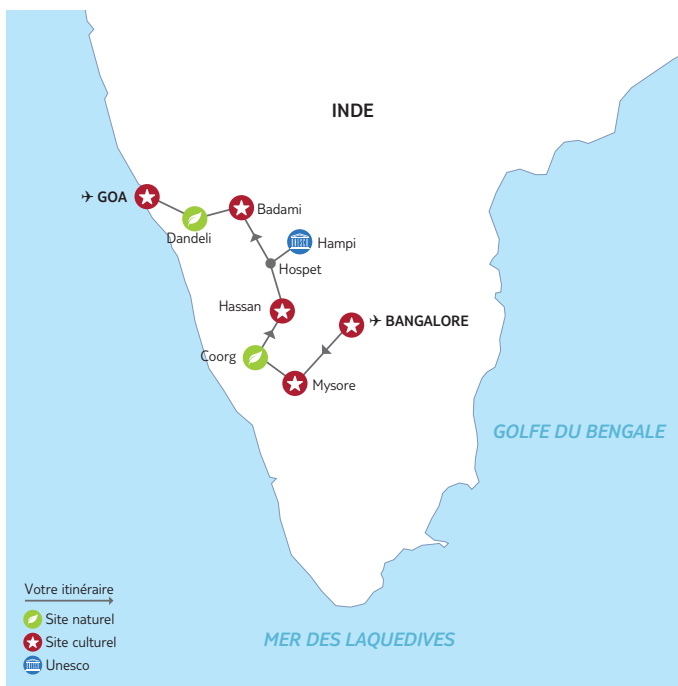 INDE
GOA
Badami
Dandeli
Hampi
Hospet
Hassan
BANGALORE
Coorg
Mysore
GOLFE DU BENGALE
Votre itinéraire
Site naturel
Site culturel
Unesco
MER DES LAQUEDIVES